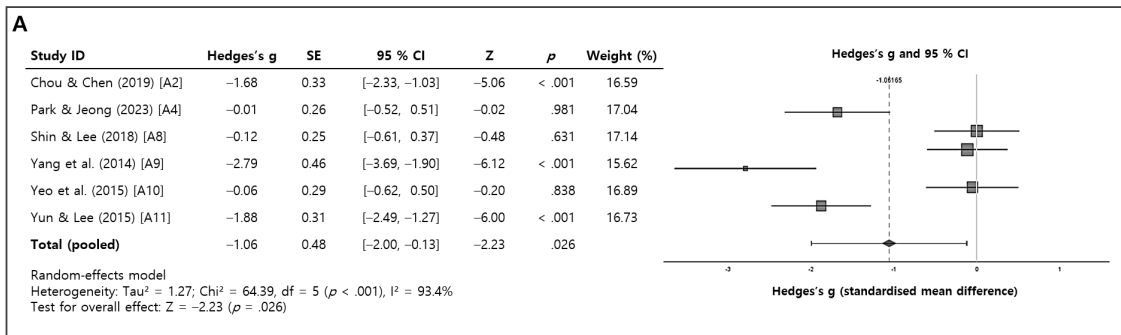 A
Study ID Hedges's g SE 95 % CI Z p Weight (%)
Chou & Chen (2019) [A2] −1.68 0.33 [−2.33, −1.03] −5.06 < .001 16.59
Park & Jeong (2023) [A4] −0.01 0.26 [−0.52, 0.51] −0.02 .981 17.04
Shin & Lee (2018) [A8] −0.12 0.25 [−0.61, 0.37] −0.48 .631 17.14
Yang et al. (2014) [A9] −2.79 0.46 [−3.69, −1.90] −6.12 < .001 15.62
Yeo et al. (2015) [A10] −0.06 0.29 [−0.62, 0.50] −0.20 .838 16.89
Yun & Lee (2015) [A11] −1.88 0.31 [−2.49, −1.27] −6.00 < .001 16.73
Total (pooled) −1.06 0.48 [−2.00, −0.13] −2.23 .026
Random-effects model
Heterogeneity: Tau² = 1.27; Chi² = 64.39, df = 5 (p < .001), I² = 93.4%
Test for overall effect: Z = −2.23 (p = .026)
Hedges's g and 95 % CI
-1.06165
-3 -2 -1 0 1
Hedges's g (standardised mean difference)